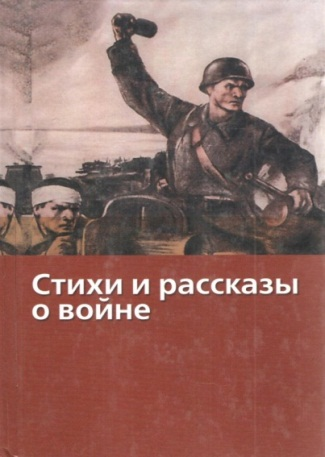 Стихи и рассказы
о войне